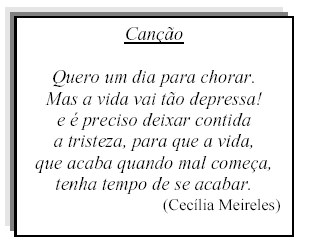 Canção
Quero um dia para chorar.
Mas a vida vai tão depressa!
e é preciso deixar contida
a tristeza, para que a vida,
que acaba quando mal começa,
tenha tempo de se acabar.
(Cecília Meireles)